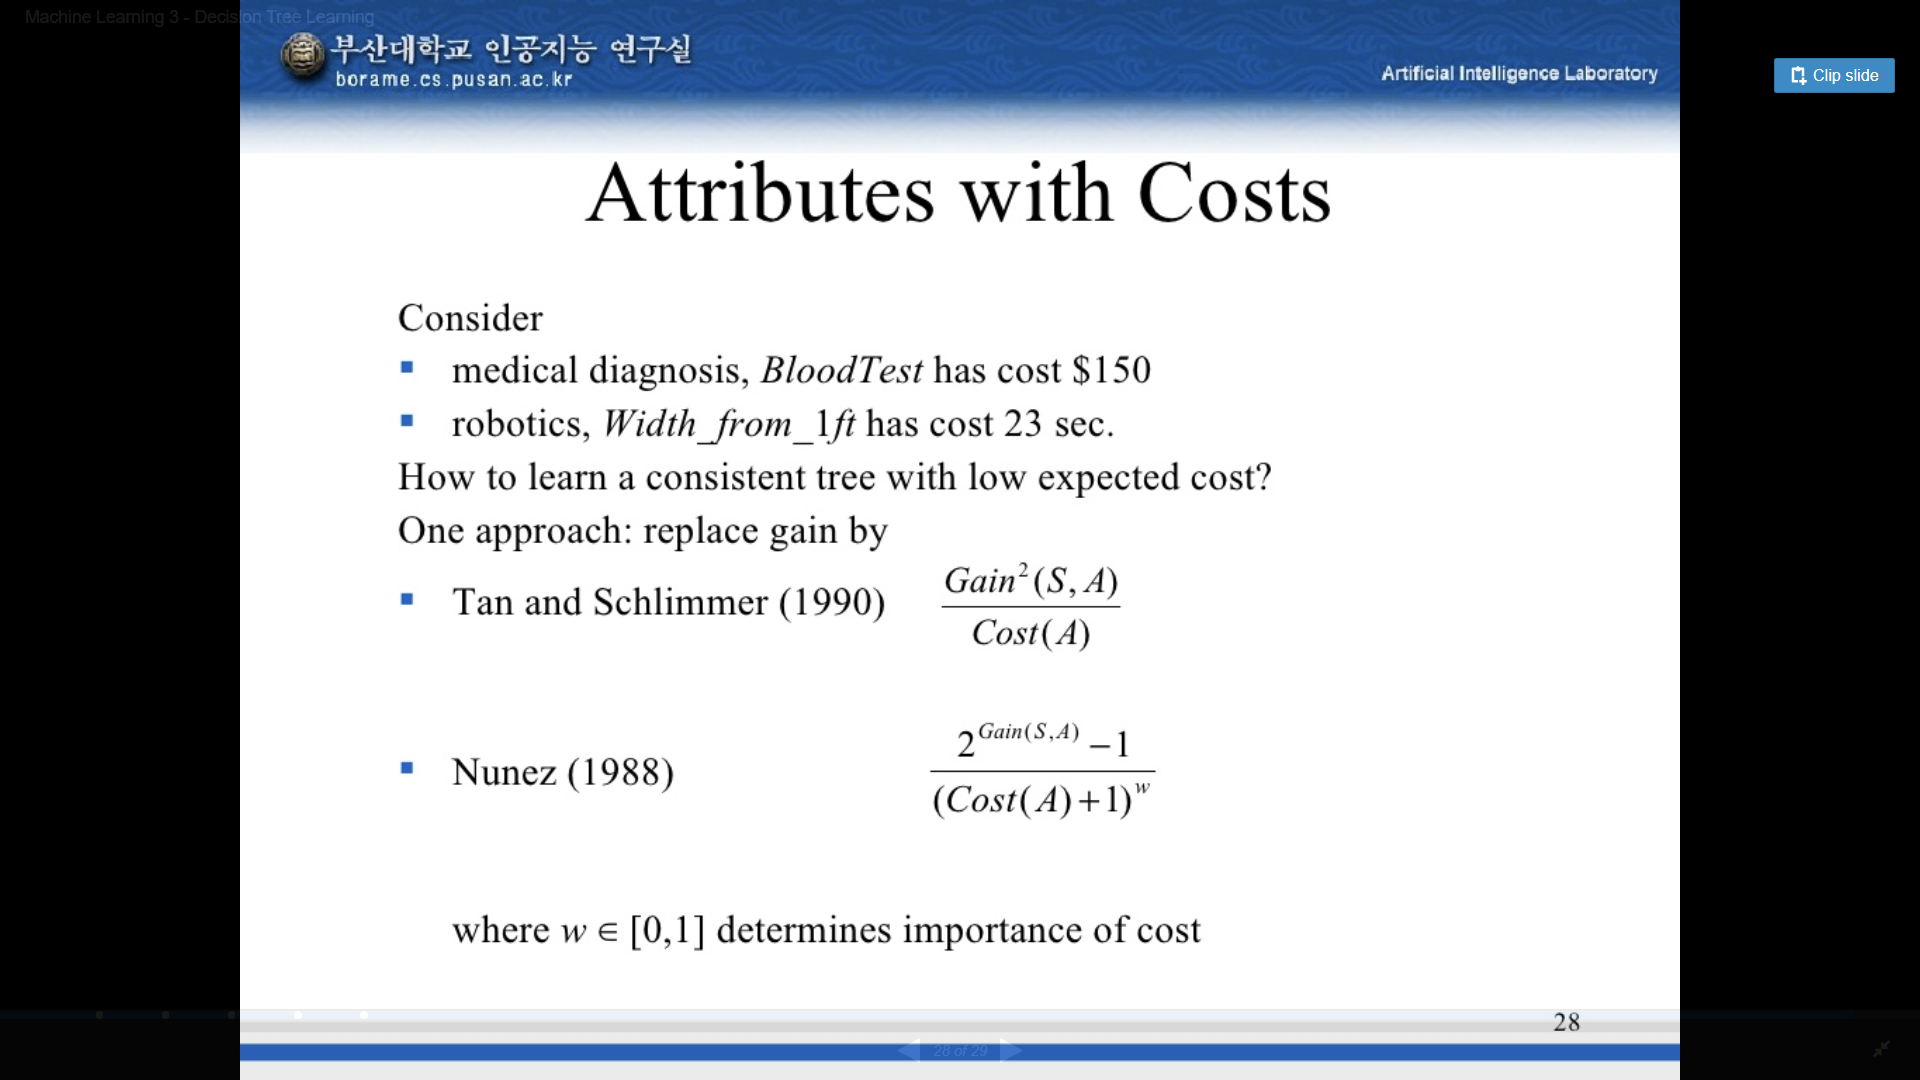 Machine Learning 3 - Decision Tree Learning
부산대학교 인공지능 연구실
borame.cs.pusan.ac.kr
Artificial Intelligence Laboratory
Clip slide
Attributes with Costs
Consider
▪ medical diagnosis, BloodTest has cost $150
▪ robotics, Width_from_1ft has cost 23 sec.
How to learn a consistent tree with low expected cost?
One approach: replace gain by
▪ Tan and Schlimmer (1990)
Gain²(S, A)
Cost(A)
▪ Nunez (1988)
2^Gain(S,A) − 1
(Cost(A)+1)^w
where w ∈ [0,1] determines importance of cost
28
28 of 29